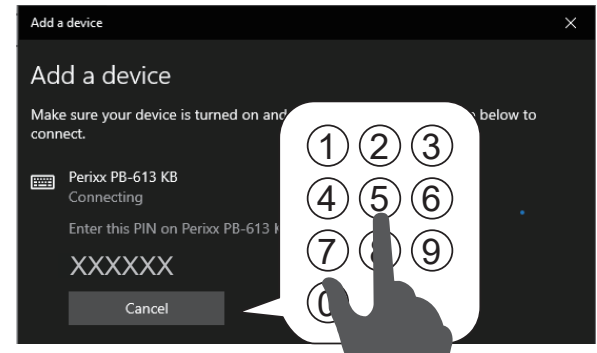 Add a device
Add a device
Make sure your device is turned on and below to
connect.
Perixx PB-613 KB
Connecting
Enter this PIN on Perixx PB-613
XXXXXX
Cancel
1 2 3
4 5 6
7 8 9
0